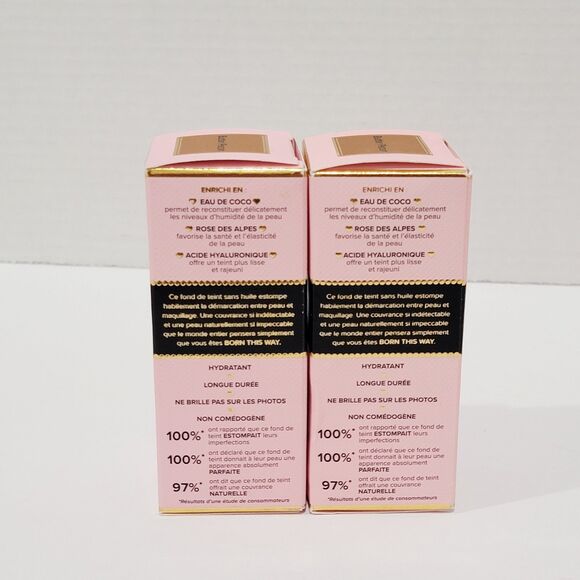 ENRICHI EN
EAU DE COCO
permet de reconstituer délicatement
les niveaux d'humidité de la peau
ROSE DES ALPES
favorise la santé et l'élasticité
de la peau
ACIDE HYALURONIQUE
offre un teint plus lisse
et rajeuni
Ce fond de teint sans huile estompe
habilement la démarcation entre peau et
maquillage. Une couvrance si indétectable
et une peau naturellement si impeccable
que le monde entier pensera simplement
que vous êtes BORN THIS WAY.
HYDRATANT
LONGUE DURÉE
NE BRILLE PAS SUR LES PHOTOS
NON COMÉDOGÈNE
100%* ont rapporté que ce fond de
teint ESTOMPAIT leurs
imperfections
100%* ont déclaré que ce fond de
teint donnait à leur peau une
apparence absolument
PARFAITE
97%* ont dit que ce fond de teint
offrait une couvrance
NATURELLE
*Résultats d'une étude de consommateurs
ENRICHI EN
EAU DE COCO
permet de reconstituer délicatement
les niveaux d'humidité de la peau
ROSE DES ALPES
favorise la santé et l'élasticité
de la peau
ACIDE HYALURONIQUE
offre un teint plus lisse
et rajeuni
Ce fond de teint sans huile estompe
habilement la démarcation entre peau et
maquillage. Une couvrance si indétectable
et une peau naturellement si impeccable
que le monde entier pensera simplement
que vous êtes BORN THIS WAY.
HYDRATANT
LONGUE DURÉE
NE BRILLE PAS SUR LES PHOTOS
NON COMÉDOGÈNE
100%* ont rapporté que ce fond de
teint ESTOMPAIT leurs
imperfections
100%* ont déclaré que ce fond de
teint donnait à leur peau une
apparence absolument
PARFAITE
97%* ont dit que ce fond de teint
offrait une couvrance
NATURELLE
*Résultats d'une étude de consommateurs